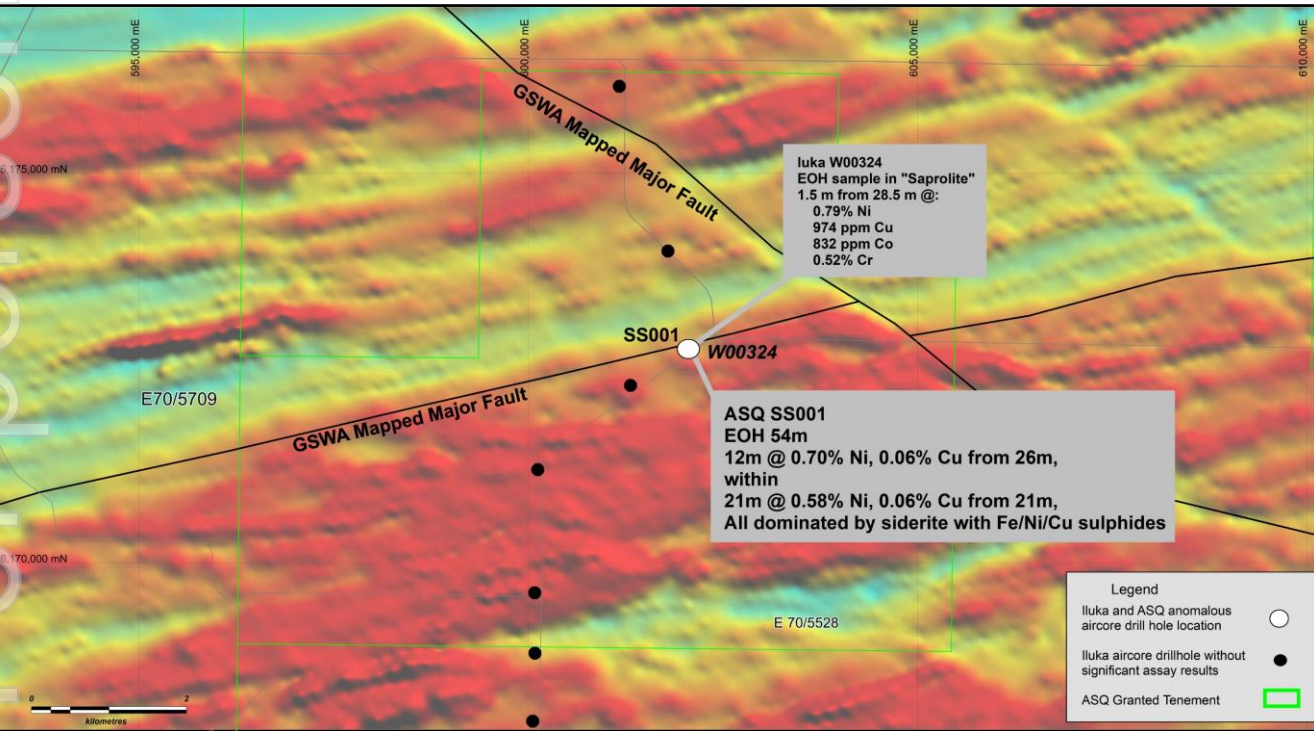 595,000 mE
600,000 mE
605,000 mE
610,000 mE
GSWA Mapped Major Fault
6,175,000 mN
Iluka W00324
EOH sample in "Saprolite"
1.5 m from 28.5 m @:
0.79% Ni
974 ppm Cu
832 ppm Co
0.52% Cr
SS001
W00324
E70/5709
GSWA Mapped Major Fault
ASQ SS001
EOH 54m
12m @ 0.70% Ni, 0.06% Cu from 26m,
within
21m @ 0.58% Ni, 0.06% Cu from 21m,
All dominated by siderite with Fe/Ni/Cu sulphides
6,170,000 mN
E 70/5528
Legend
Iluka and ASQ anomalous
aircore drill hole location
Iluka aircore drillhole without
significant assay results
ASQ Granted Tenement
0 2
kilometres